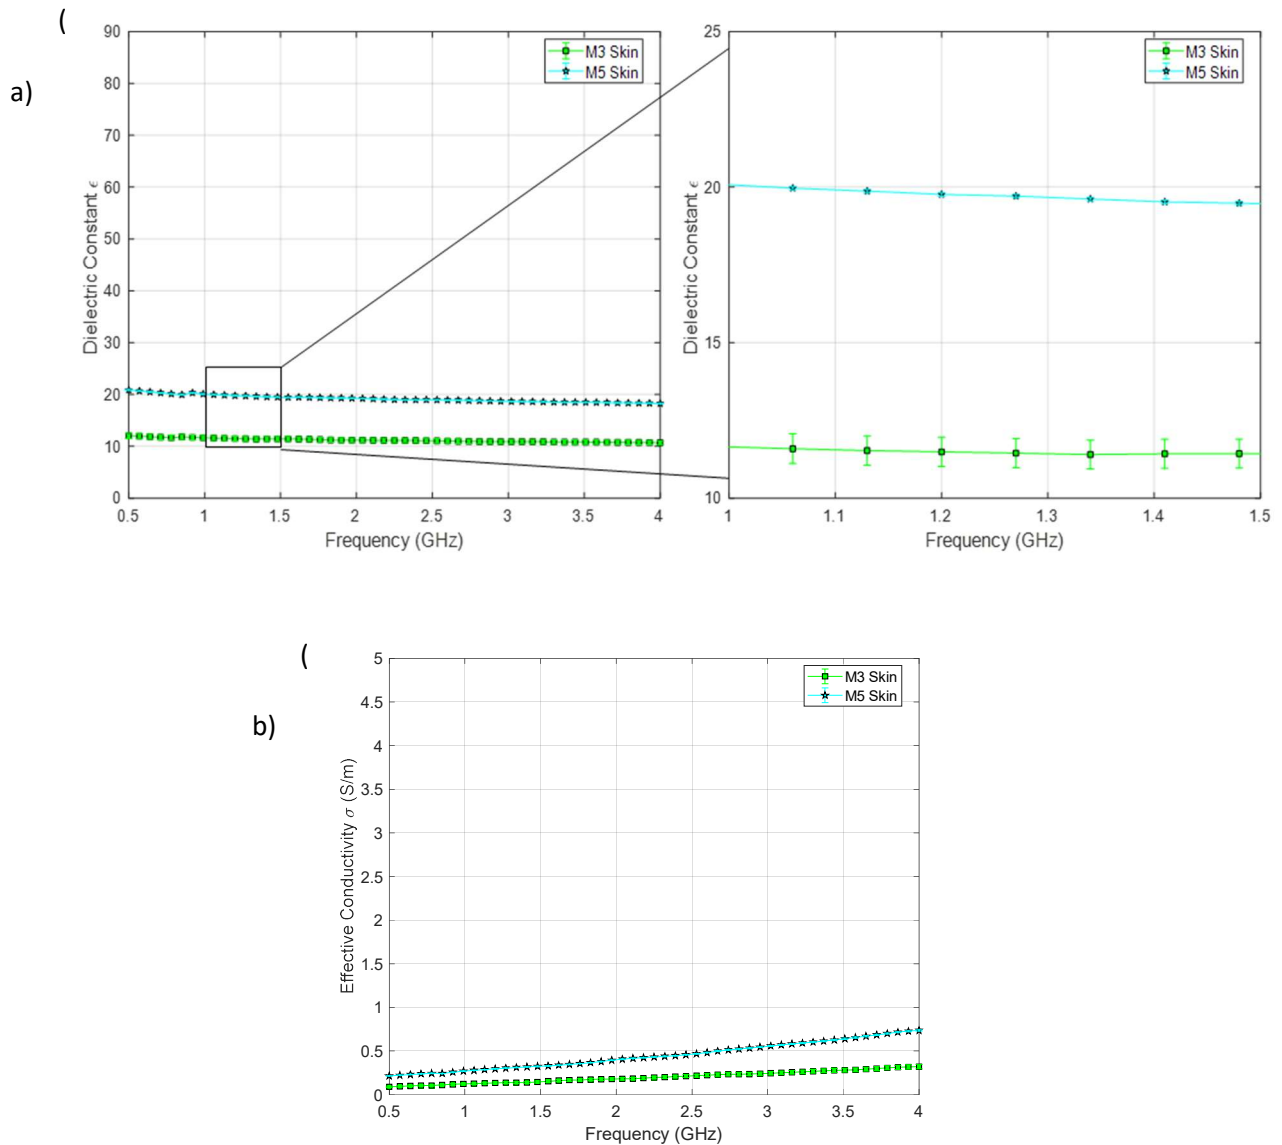 (
a)
90
80
70
60
50
40
30
20
10
0
Dielectric Constant ϵ
0.5 1 1.5 2 2.5 3 3.5 4
Frequency (GHz)
M3 Skin
M5 Skin
25
20
15
10
Dielectric Constant ϵ
1 1.1 1.2 1.3 1.4 1.5
Frequency (GHz)
M3 Skin
M5 Skin
(
b)
5
4.5
4
3.5
3
2.5
2
1.5
1
0.5
0
Effective Conductivity σ (S/m)
0.5 1 1.5 2 2.5 3 3.5 4
Frequency (GHz)
M3 Skin
M5 Skin